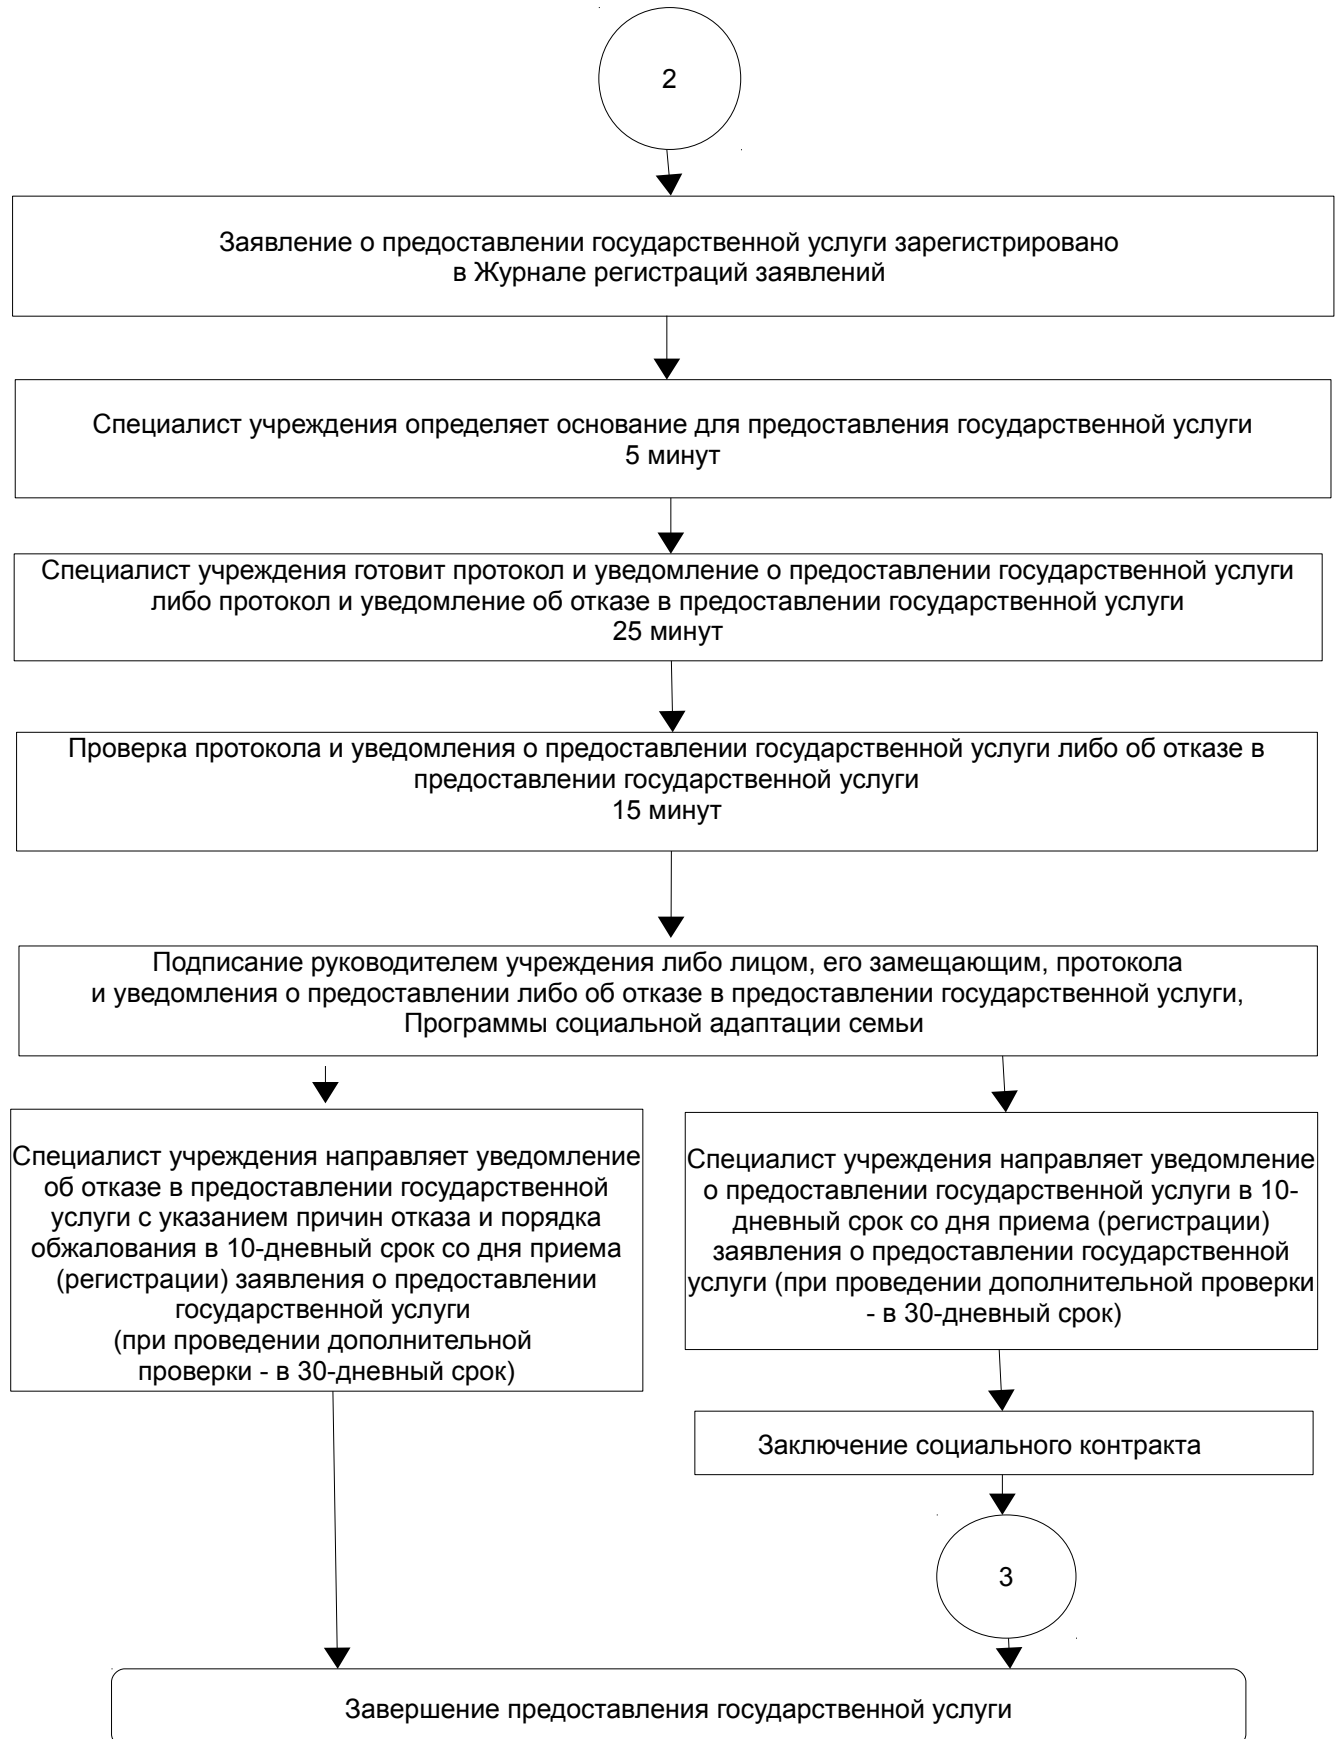 2
Заявление о предоставлении государственной услуги зарегистрировано
в Журнале регистраций заявлений
Специалист учреждения определяет основание для предоставления государственной услуги
5 минут
Специалист учреждения готовит протокол и уведомление о предоставлении государственной услуги
либо протокол и уведомление об отказе в предоставлении государственной услуги
25 минут
Проверка протокола и уведомления о предоставлении государственной услуги либо об отказе в
предоставлении государственной услуги
15 минут
Подписание руководителем учреждения либо лицом, его замещающим, протокола
и уведомления о предоставлении либо об отказе в предоставлении государственной услуги,
Программы социальной адаптации семьи
Специалист учреждения направляет уведомление
об отказе в предоставлении государственной
услуги с указанием причин отказа и порядка
обжалования в 10-дневный срок со дня приема
(регистрации) заявления о предоставлении
государственной услуги
(при проведении дополнительной
проверки - в 30-дневный срок)
Специалист учреждения направляет уведомление
о предоставлении государственной услуги в 10-
дневный срок со дня приема (регистрации)
заявления о предоставлении государственной
услуги (при проведении дополнительной проверки
- в 30-дневный срок)
Заключение социального контракта
3
Завершение предоставления государственной услуги